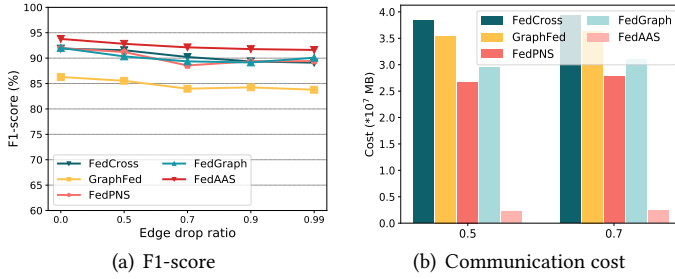 100
95
90
85
80
75
70
65
60
F1-score (%)
FedCross
GraphFed
FedPNS
FedGraph
FedAAS
0.0 0.5 0.7 0.9 0.99
Edge drop ratio
(a) F1-score
4.0
3.5
3.0
2.5
2.0
1.5
1.0
0.5
0.0
Cost (*10⁷ MB)
FedCross
GraphFed
FedPNS
FedGraph
FedAAS
0.5 0.7
(b) Communication cost